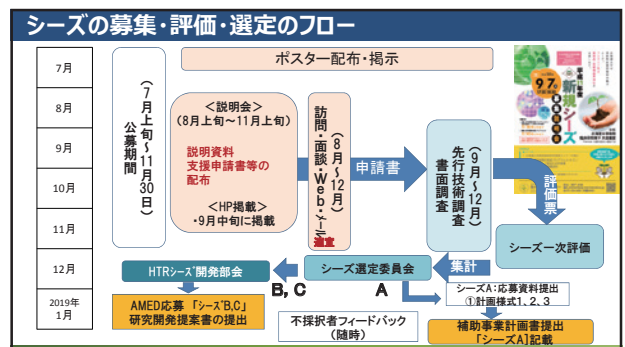 シーズの募集・評価・選定のフロー
7月
8月
9月
10月
11月
12月
2019年
1月
公募期間
(7月上旬〜11月30日)
ポスター配布・掲示
<説明会>
(8月上旬〜11月上旬)
説明資料
支援申請書等の
配布
<HP掲載>
・9月中旬に掲載
訪問・面談・Web・メール
適宜
(8月〜12月)
申請書
書面調査
先行技術調査
(9月〜12月)
評価票
新規シーズ
シーズ一次評価
集計
シーズ選定委員会
HTRシーズ開発部会
B, C
A
AMED応募 「シーズB,C」
研究開発提案書の提出
不採択者フィードバック
(随時)
シーズA:応募資料提出
①計画様式1, 2, 3
補助事業計画書提出
「シーズA]記載